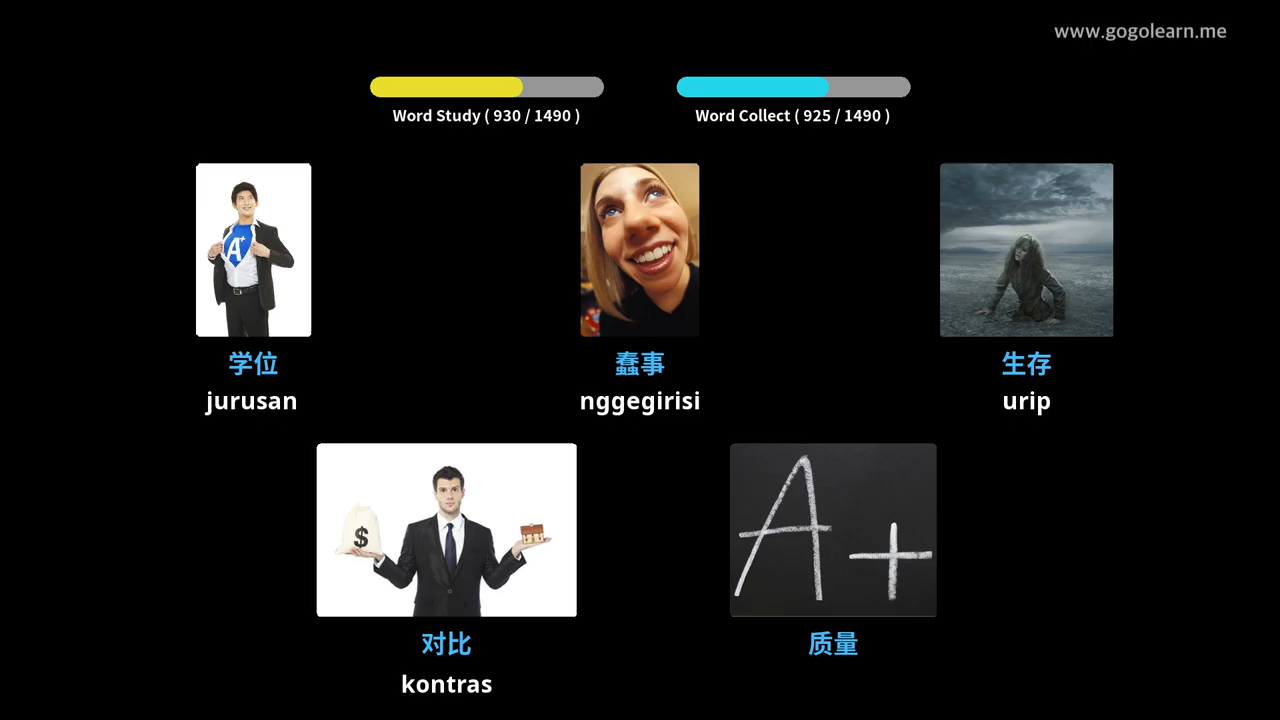 www.gogolearn.me
Word Study ( 930 / 1490 )
Word Collect ( 925 / 1490 )
A+
学位
jurusan
蠢事
nggegirisi
生存
urip
$
A+
对比
kontras
质量